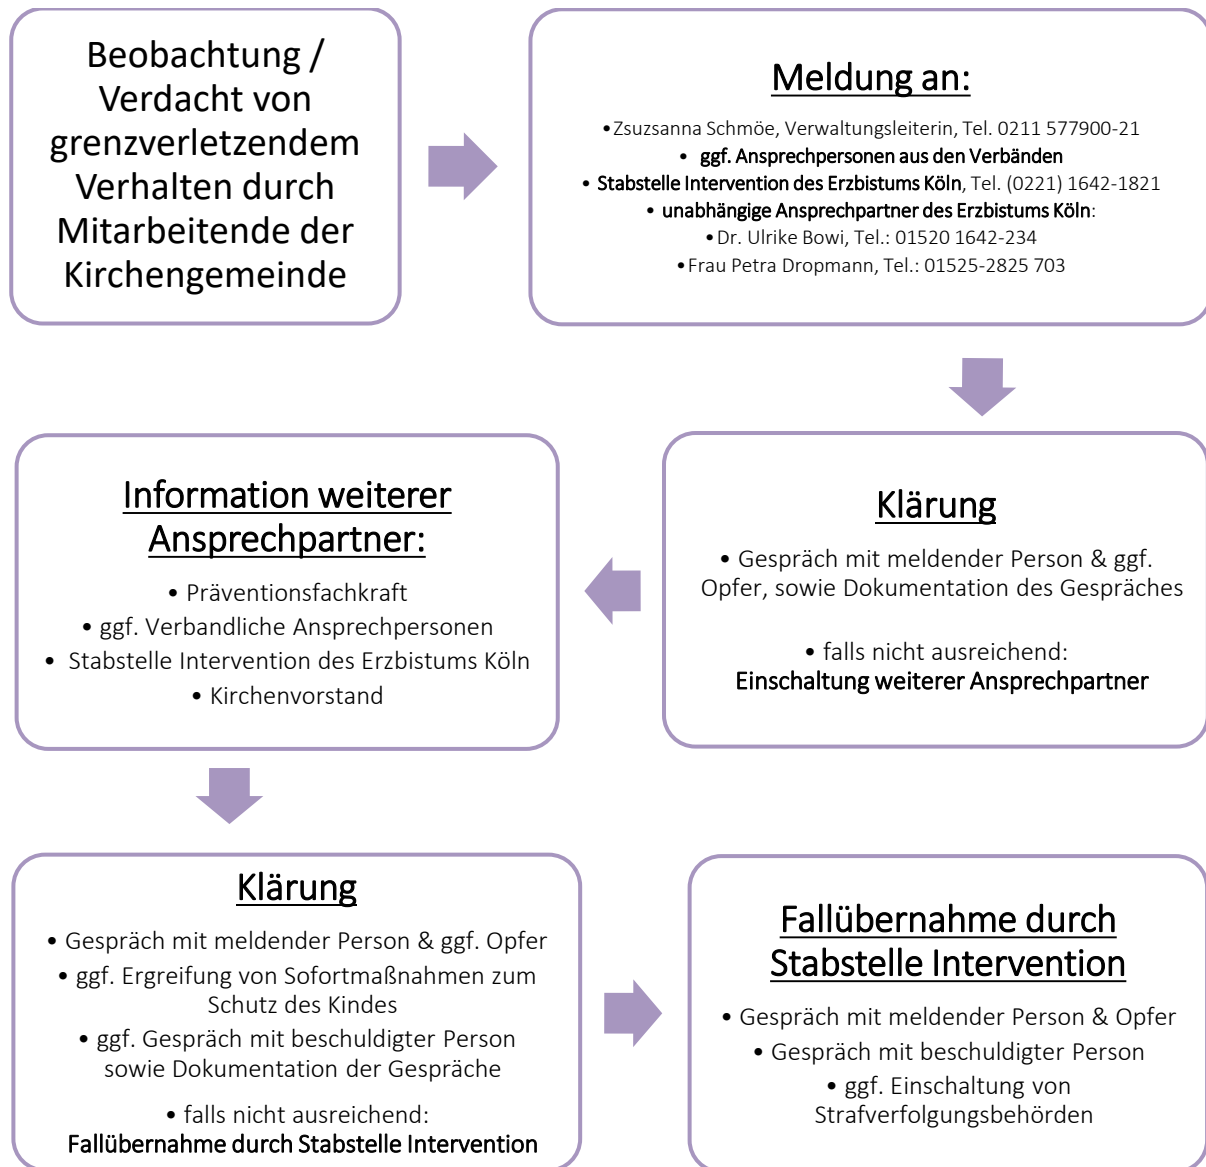 Beobachtung /
Verdacht von
grenzverletzendem
Verhalten durch
Mitarbeitende der
Kirchengemeinde
Meldung an:
•Zsuzsanna Schmöe, Verwaltungsleiterin, Tel. 0211 577900-21
• ggf. Ansprechpersonen aus den Verbänden
• Stabstelle Intervention des Erzbistums Köln, Tel. (0221) 1642-1821
• unabhängige Ansprechpartner des Erzbistums Köln:
•Dr. Ulrike Bowi, Tel.: 01520 1642-234
•Frau Petra Dropmann, Tel.: 01525-2825 703
Klärung
• Gespräch mit meldender Person & ggf.
Opfer, sowie Dokumentation des Gespräches
• falls nicht ausreichend:
Einschaltung weiterer Ansprechpartner
Information weiterer
Ansprechpartner:
• Präventionsfachkraft
• ggf. Verbandliche Ansprechpersonen
• Stabstelle Intervention des Erzbistums Köln
• Kirchenvorstand
Klärung
• Gespräch mit meldender Person & ggf. Opfer
• ggf. Ergreifung von Sofortmaßnahmen zum
Schutz des Kindes
• ggf. Gespräch mit beschuldigter Person
sowie Dokumentation der Gespräche
• falls nicht ausreichend:
Fallübernahme durch Stabstelle Intervention
Fallübernahme durch
Stabstelle Intervention
• Gespräch mit meldender Person & Opfer
• Gespräch mit beschuldigter Person
• ggf. Einschaltung von
Strafverfolgungsbehörden